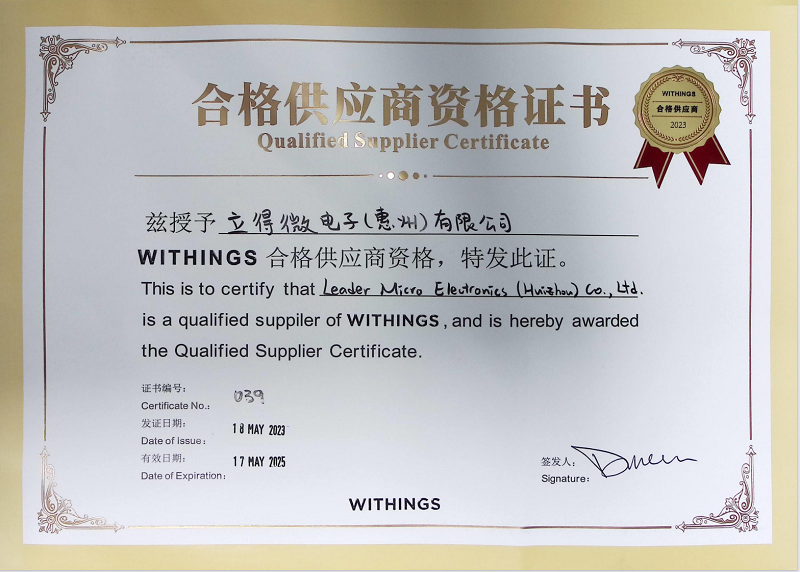 合格供应商资格证书
Qualified Supplier Certificate
WITHINGS
合格供应商
2023
兹授予 立得微电子(惠州)有限公司
WITHINGS 合格供应商资格，特发此证。
This is to certify that Leader Micro Electronics (Huizhou) Co., Ltd.
is a qualified suppiler of WITHINGS, and is hereby awarded
the Qualified Supplier Certificate.
证书编号：
Certificate No.: 039
发证日期：
Date of Issue: 18 MAY 2023
有效日期：
Date of Expiration: 17 MAY 2025
签发人：
Signature:
WITHINGS